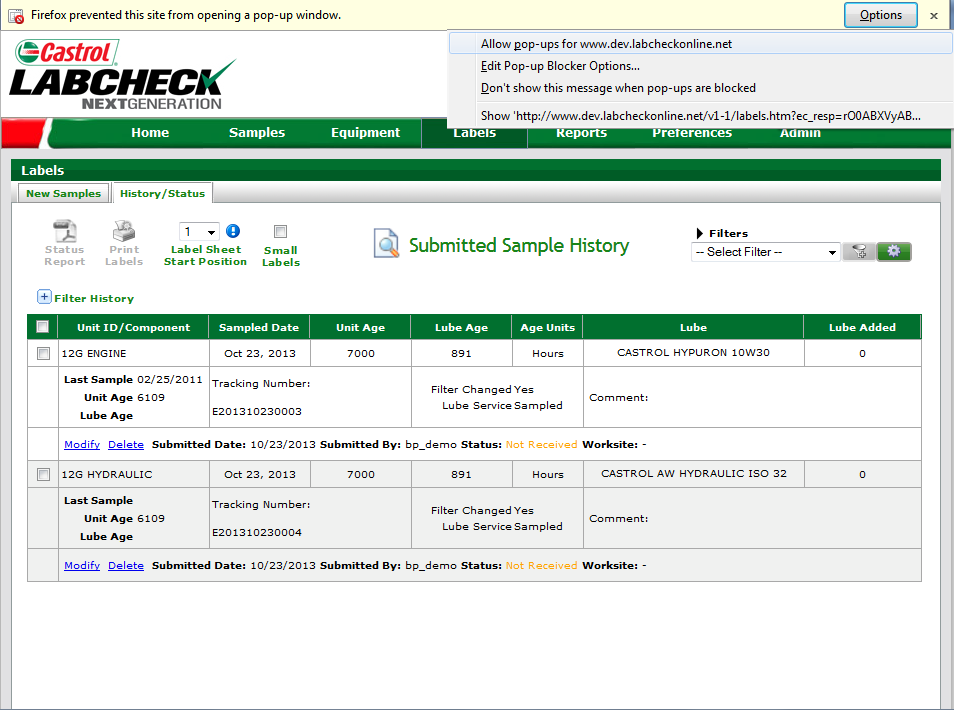 Firefox prevented this site from opening a pop-up window.
Options
×
Allow pop-ups for www.dev.labcheckonline.net
Edit Pop-up Blocker Options...
Don't show this message when pop-ups are blocked
Show 'http://www.dev.labcheckonline.net/v1-1/labels.htm?ec_resp=rO0ABXVyAB...
Castrol
LABCHECK
NEXT GENERATION
Home Samples Equipment Labels Reports Preferences Admin
Labels
New Samples History/Status
Status Report
Print Labels
1
Label Sheet Start Position
Small Labels
Submitted Sample History
Filters
-- Select Filter --
Filter History
Unit ID/Component Sampled Date Unit Age Lube Age Age Units Lube Lube Added
12G ENGINE Oct 23, 2013 7000 891 Hours CASTROL HYPURON 10W30 0
Last Sample 02/25/2011
Unit Age 6109
Lube Age
Tracking Number:
E201310230003
Filter Changed Yes
Lube Service Sampled
Comment:
Modify Delete Submitted Date: 10/23/2013 Submitted By: bp_demo Status: Not Received Worksite: -
12G HYDRAULIC Oct 23, 2013 7000 891 Hours CASTROL AW HYDRAULIC ISO 32 0
Last Sample
Unit Age 6109
Lube Age
Tracking Number:
E201310230004
Filter Changed Yes
Lube Service Sampled
Comment:
Modify Delete Submitted Date: 10/23/2013 Submitted By: bp_demo Status: Not Received Worksite: -